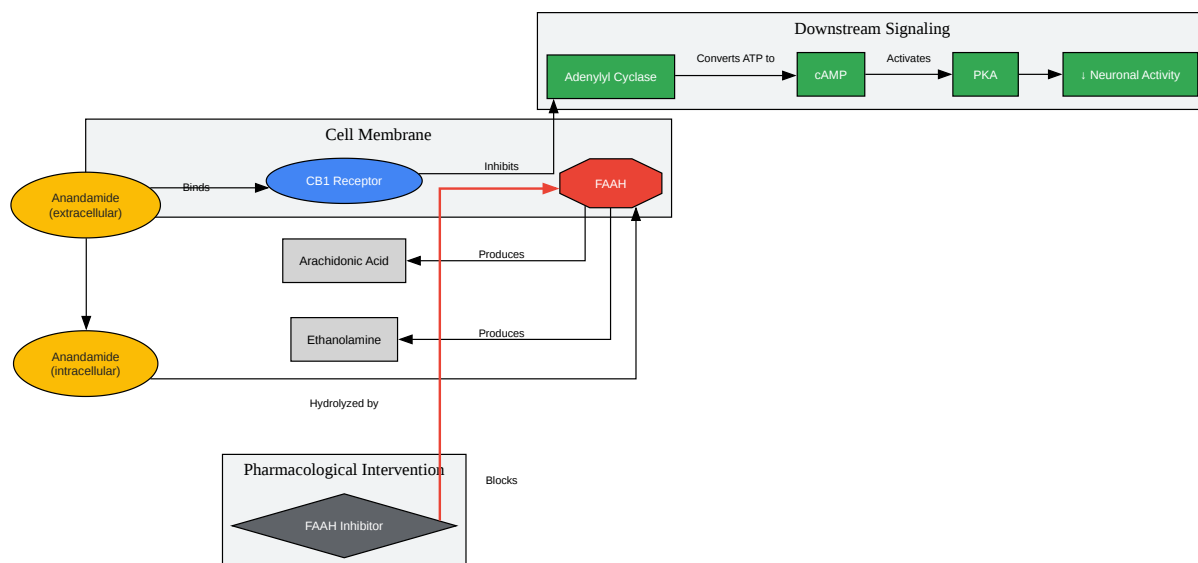 Downstream Signaling
Adenylyl Cyclase
Converts ATP to
cAMP
Activates
PKA
↓ Neuronal Activity
Cell Membrane
Anandamide
(extracellular)
Binds
CB1 Receptor
Inhibits
FAAH
Arachidonic Acid
Produces
Ethanolamine
Produces
Anandamide
(intracellular)
Hydrolyzed by
Pharmacological Intervention
Blocks
FAAH Inhibitor